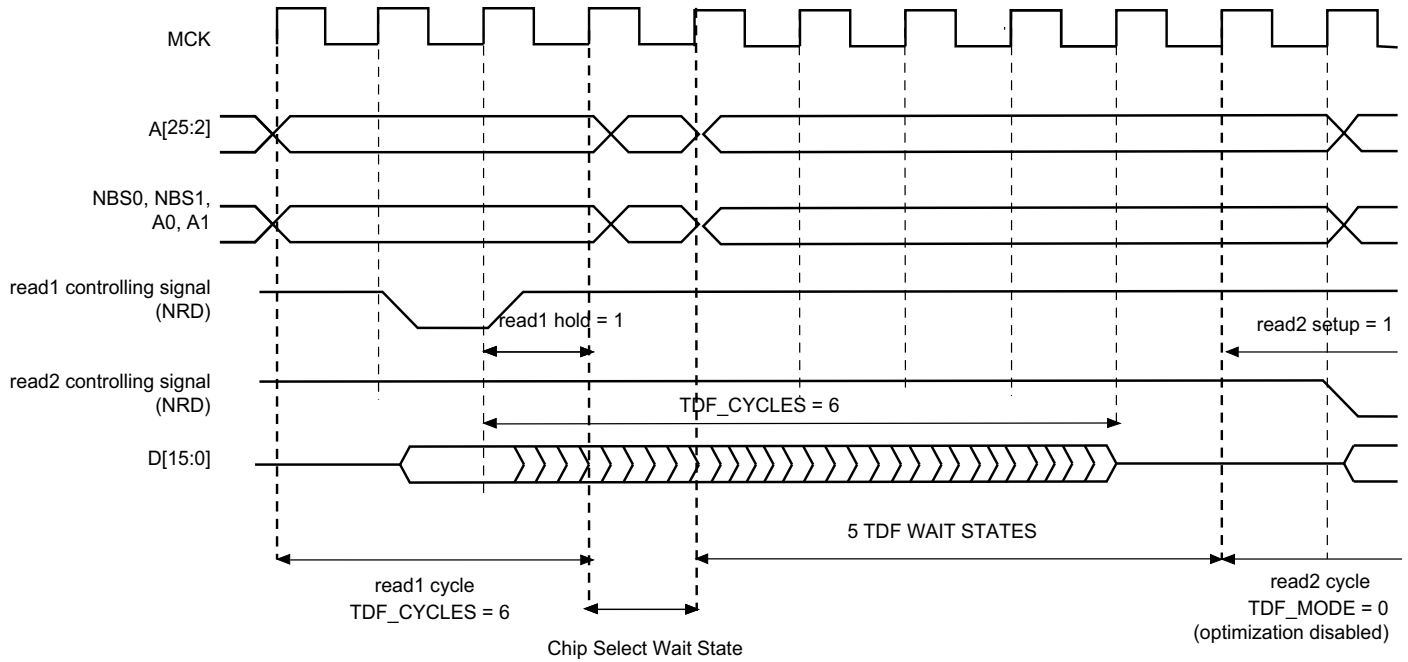 MCK
A[25:2]
NBS0, NBS1,
A0, A1
read1 controlling signal
(NRD)
read1 hold = 1
read2 setup = 1
read2 controlling signal
(NRD)
TDF_CYCLES = 6
D[15:0]
5 TDF WAIT STATES
read1 cycle
TDF_CYCLES = 6
read2 cycle
TDF_MODE = 0
(optimization disabled)
Chip Select Wait State